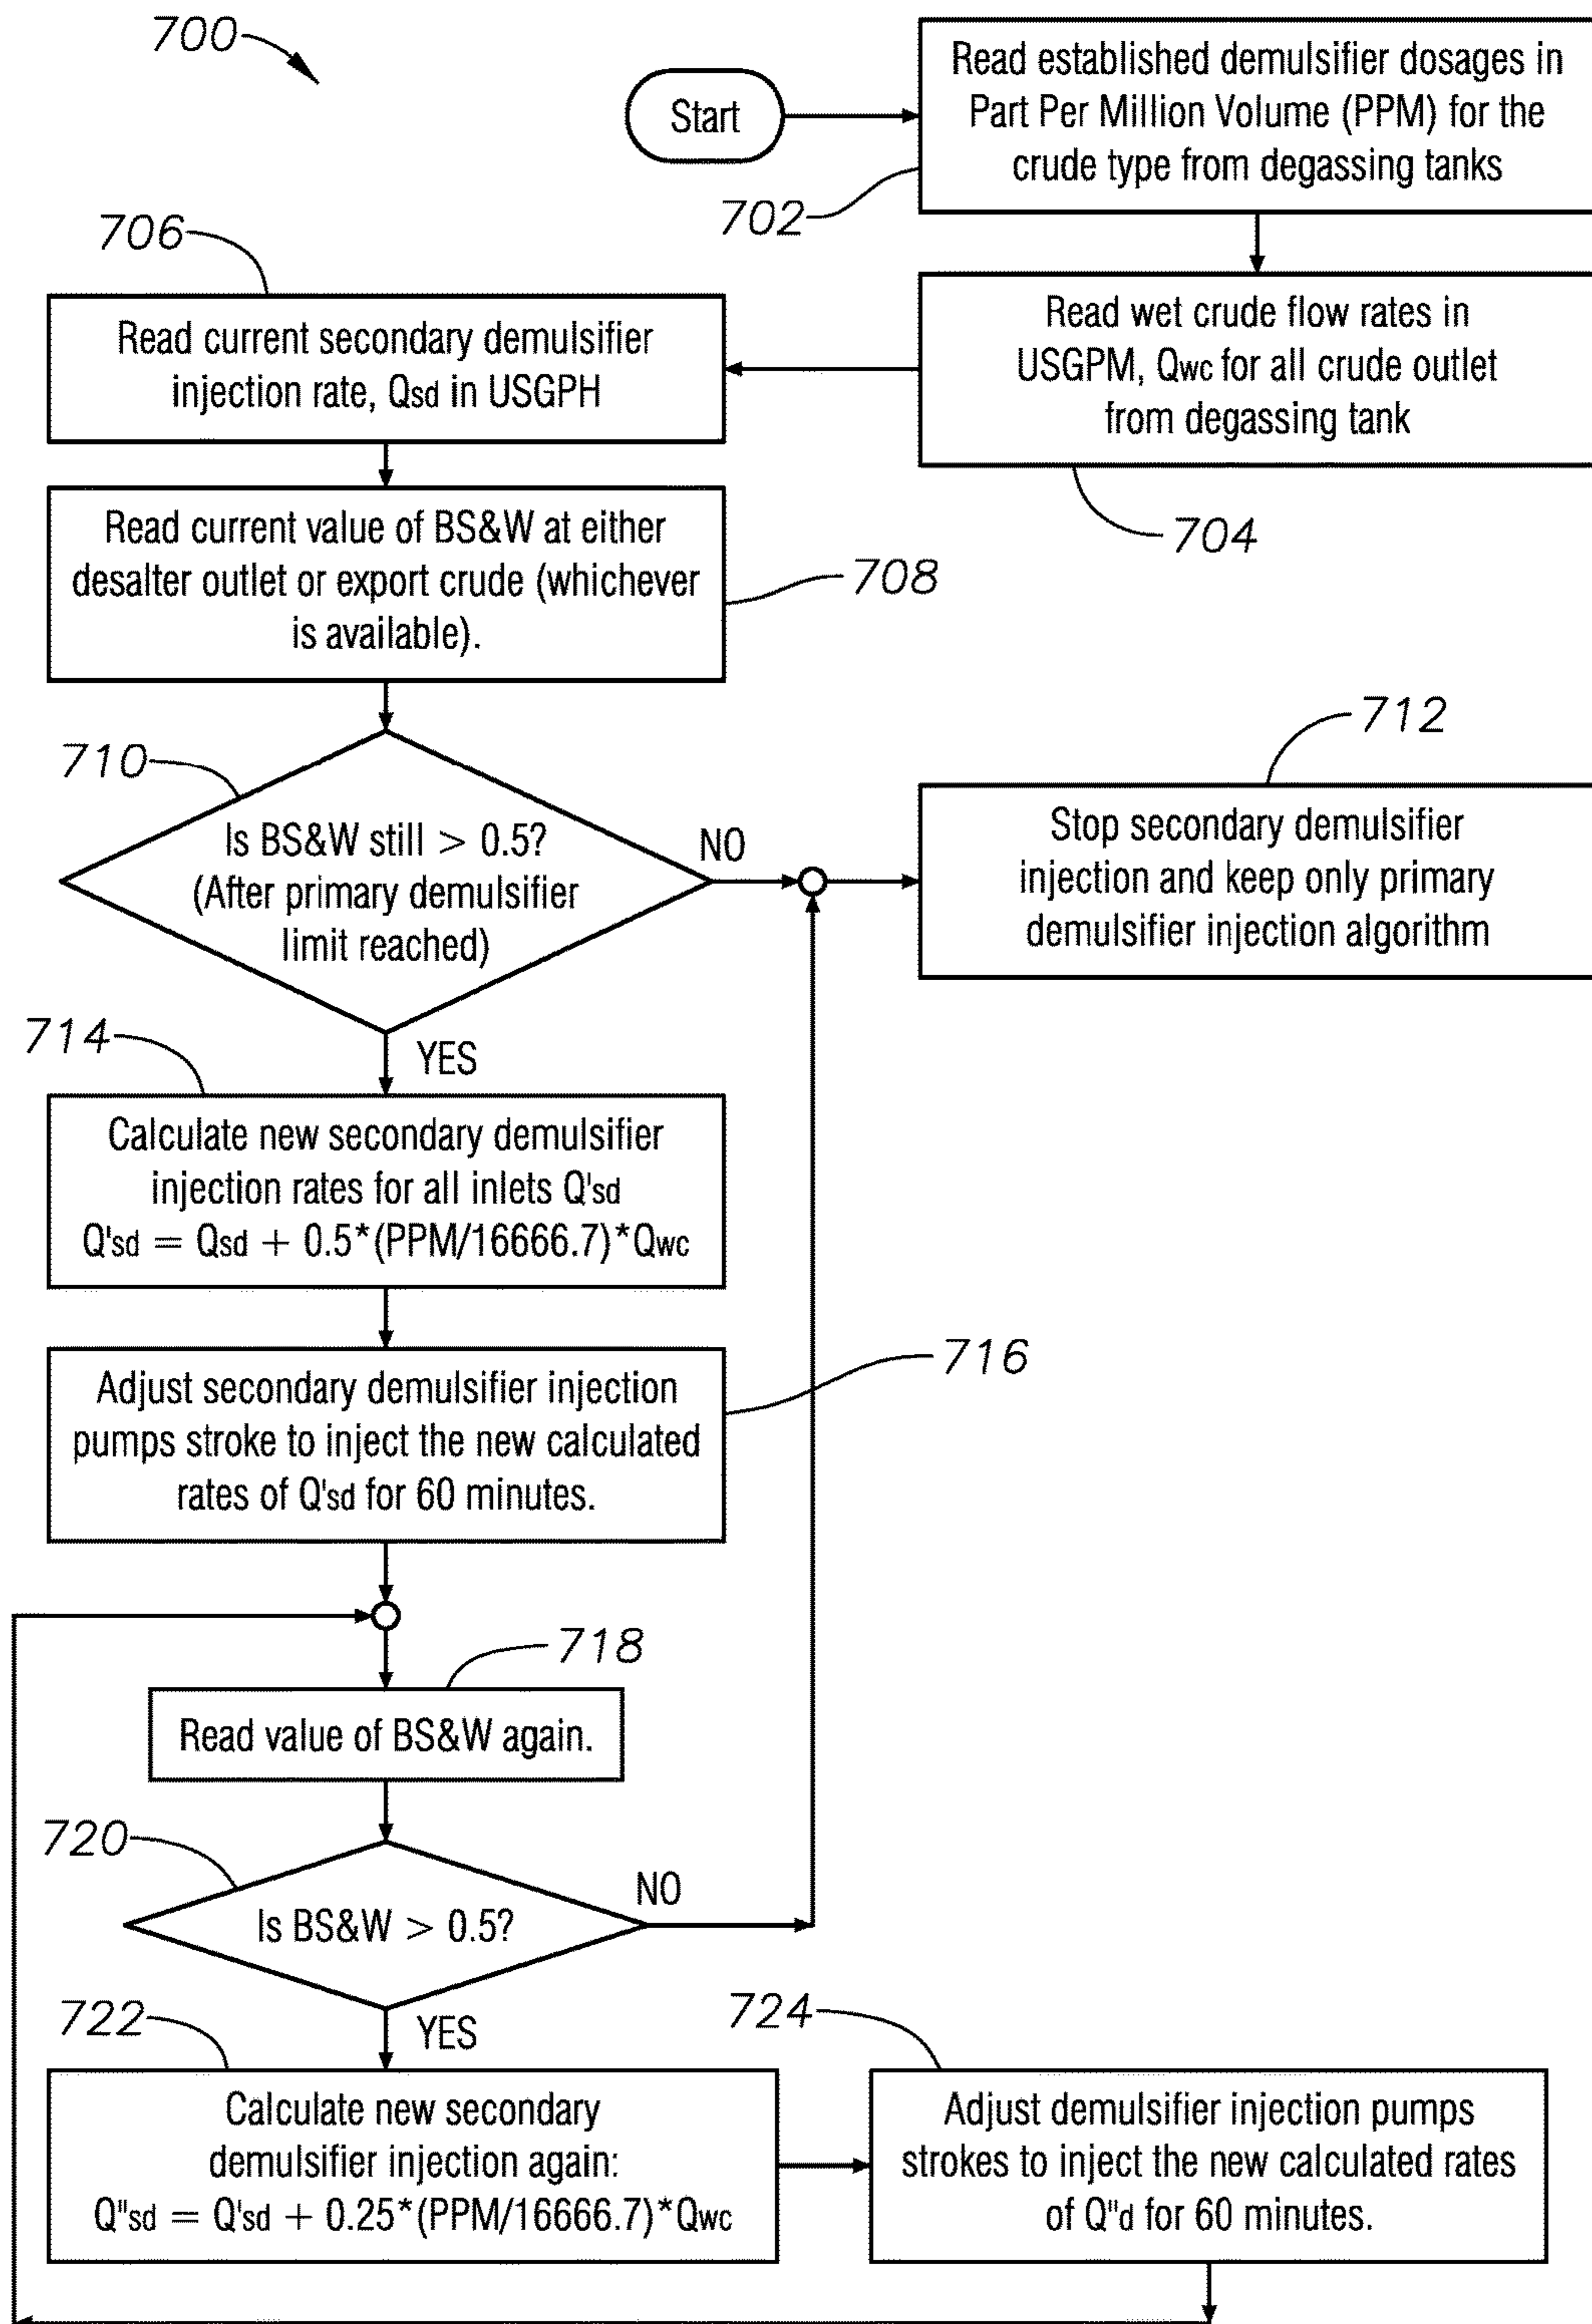 700
Start
Read established demulsifier dosages in
Part Per Million Volume (PPM) for the
crude type from degassing tanks
702
Read wet crude flow rates in
USGPM, Qwc for all crude outlet
from degassing tank
704
706
Read current secondary demulsifier
injection rate, Qsd in USGPH
Read current value of BS&W at either
desalter outlet or export crude (whichever
is available).
708
710
Is BS&W still > 0.5?
(After primary demulsifier
limit reached)
NO
712
Stop secondary demulsifier
injection and keep only primary
demulsifier injection algorithm
YES
714
Calculate new secondary demulsifier
injection rates for all inlets Q'sd
Q'sd = Qsd + 0.5*(PPM/16666.7)*Qwc
Adjust secondary demulsifier injection
pumps stroke to inject the new calculated
rates of Q'sd for 60 minutes.
716
718
Read value of BS&W again.
720
Is BS&W > 0.5?
NO
YES
722
Calculate new secondary
demulsifier injection again:
Q"sd = Q'sd + 0.25*(PPM/16666.7)*Qwc
724
Adjust demulsifier injection pumps
strokes to inject the new calculated rates
of Q"d for 60 minutes.